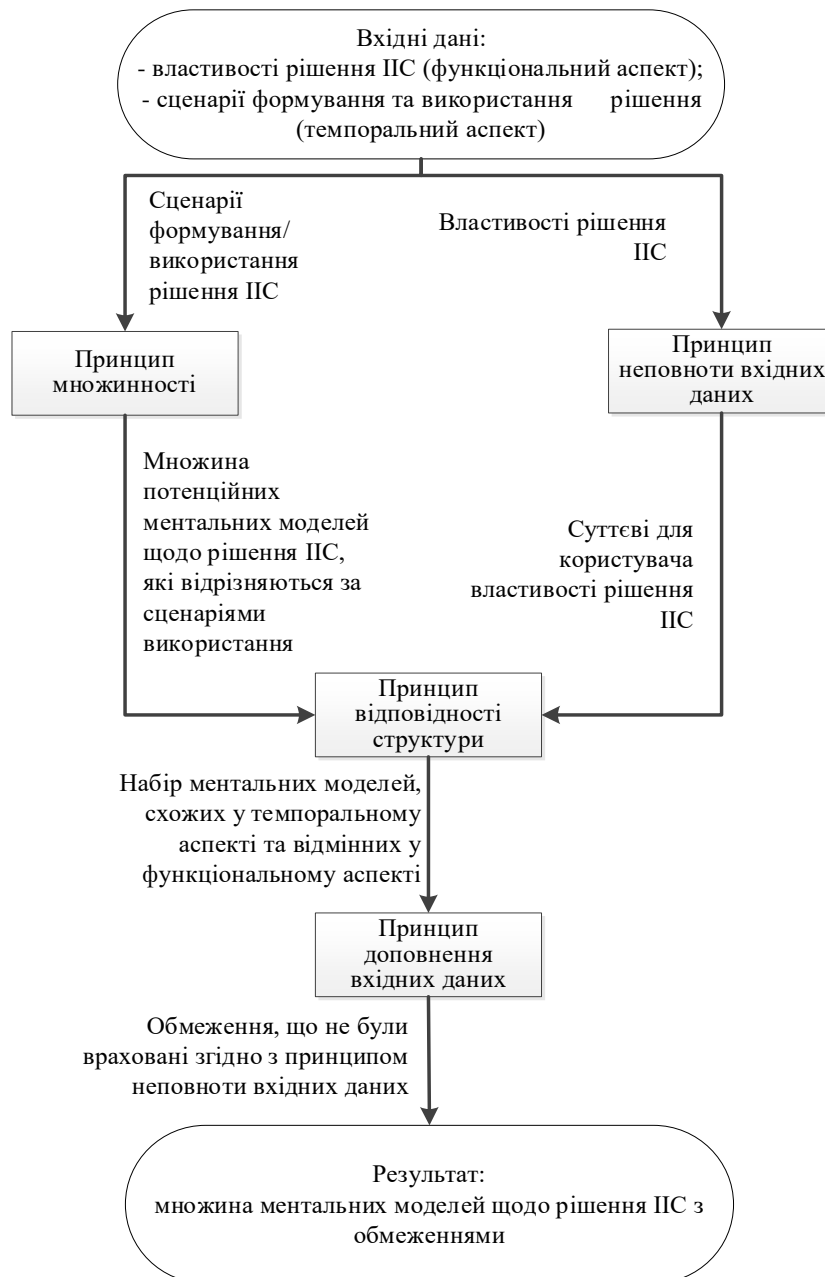 Вхідні дані:
- властивості рішення ІІС (функціональний аспект);
- сценарії формування та використання рішення
(темпоральний аспект)
Сценарії
формування/
використання
рішення ІІС
Властивості рішення
ІІС
Принцип
множинності
Принцип
неповноти вхідних
даних
Множина
потенційних
ментальних моделей
щодо рішення ІІС,
які відрізняються за
сценаріями
використання
Суттєві для
користувача
властивості рішення
ІІС
Принцип
відповідності
структури
Набір ментальних моделей,
схожих у темпоральному
аспекті та відмінних у
функціональному аспекті
Принцип
доповнення
вхідних даних
Обмеження, що не були
враховані згідно з принципом
неповноти вхідних даних
Результат:
множина ментальних моделей щодо рішення ІІС з
обмеженнями